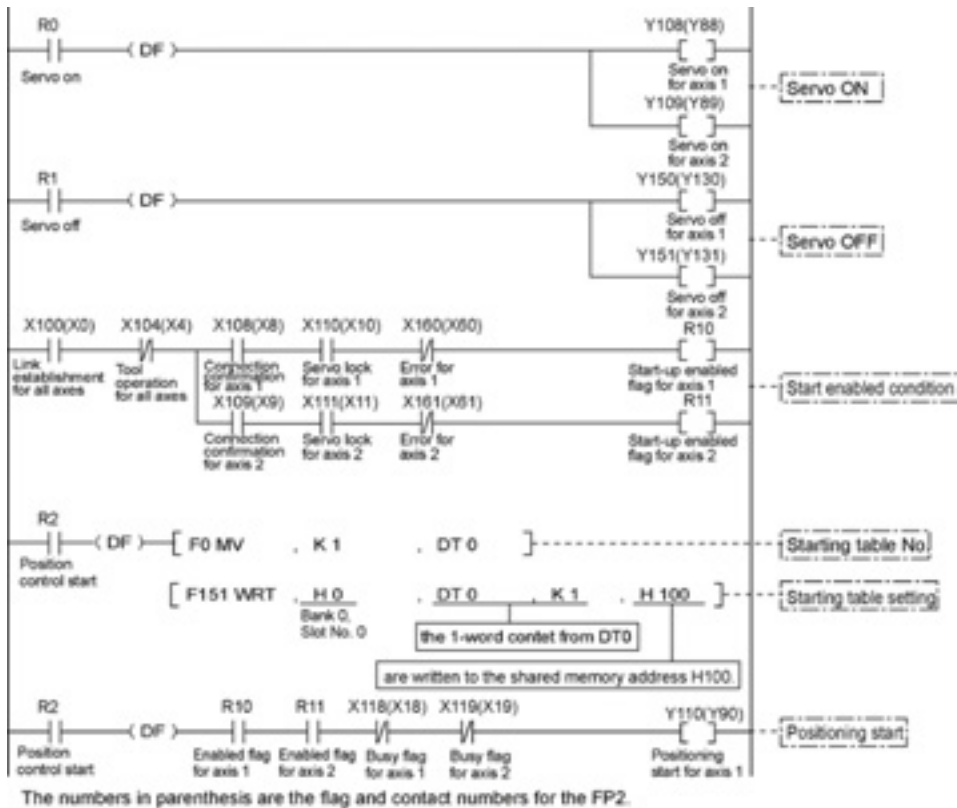 R0
( DF )
Y108(Y88)
Servo on
Servo on
for axis 1
Servo ON
Y109(Y89)
Servo on
for axis 2
R1
( DF )
Y150(Y130)
Servo off
Servo off
for axis 1
Servo OFF
Y151(Y131)
Servo off
for axis 2
X100(X0) X104(X4) X108(X8) X110(X10) X160(X60) R10
Link
establishment
for all axes
Tool
operation
for all axes
Connection
confirmation
for axis 1
Servo lock
for axis 1
Error for
axis 1
Start-up enabled
flag for axis 1
Start enabled condition
X109(X9) X111(X11) X161(X61) R11
Connection
confirmation
for axis 2
Servo lock
for axis 2
Error for
axis 2
Start-up enabled
flag for axis 2
R2
( DF ) [ F0 MV , K 1 , DT 0 ]
Starting table No.
Position
control start
[ F151 WRT , H 0 , DT 0 , K 1 , H 100 ]
Starting table setting
Bank 0,
Slot No. 0
the 1-word contet from DT0
are written to the shared memory address H100.
R2 R10 R11 X118(X18) X119(X19) Y110(Y90)
( DF )
Positioning start
Position
control start
Enabled flag
for axis 1
Enabled flag
for axis 2
Busy flag
for axis 1
Busy flag
for axis 2
Positioning
start for axis 1
The numbers in parenthesis are the flag and contact numbers for the FP2.